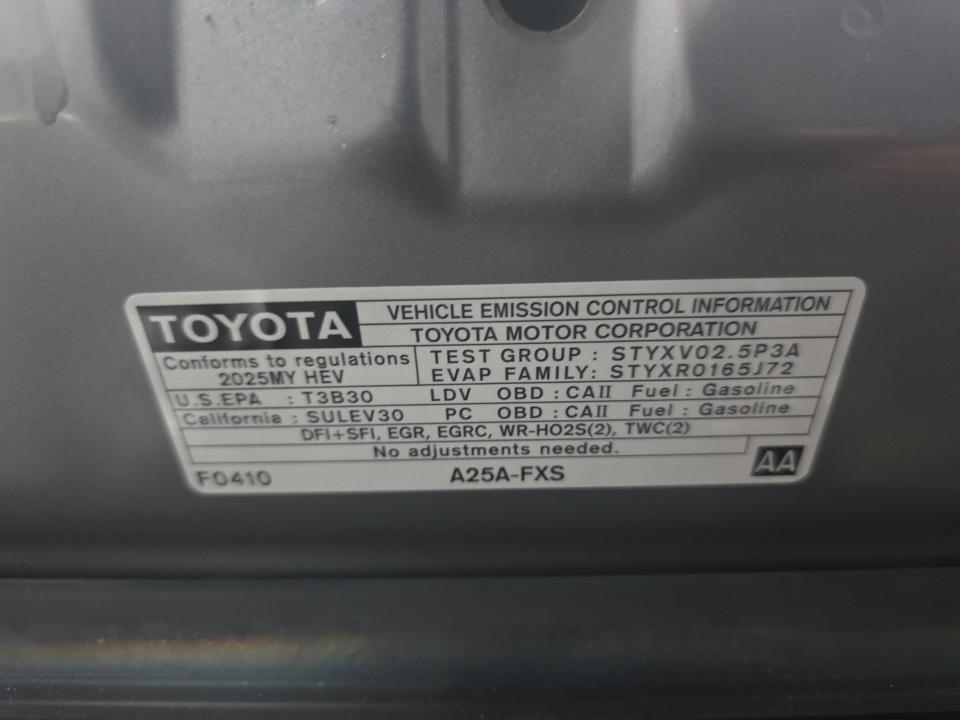 TOYOTA
VEHICLE EMISSION CONTROL INFORMATION
TOYOTA MOTOR CORPORATION
Conforms to regulations
2025MY HEV
TEST GROUP : STYXV02.5P3A
EVAP FAMILY: STYXR0165J72
U.S.EPA : T3B30 LDV OBD : CAII Fuel : Gasoline
California : SULEV30 PC OBD : CAII Fuel : Gasoline
DFI+SFI, EGR, EGRC, WR-HO2S(2), TWC(2)
No adjustments needed.
F0410 A25A-FXS AA